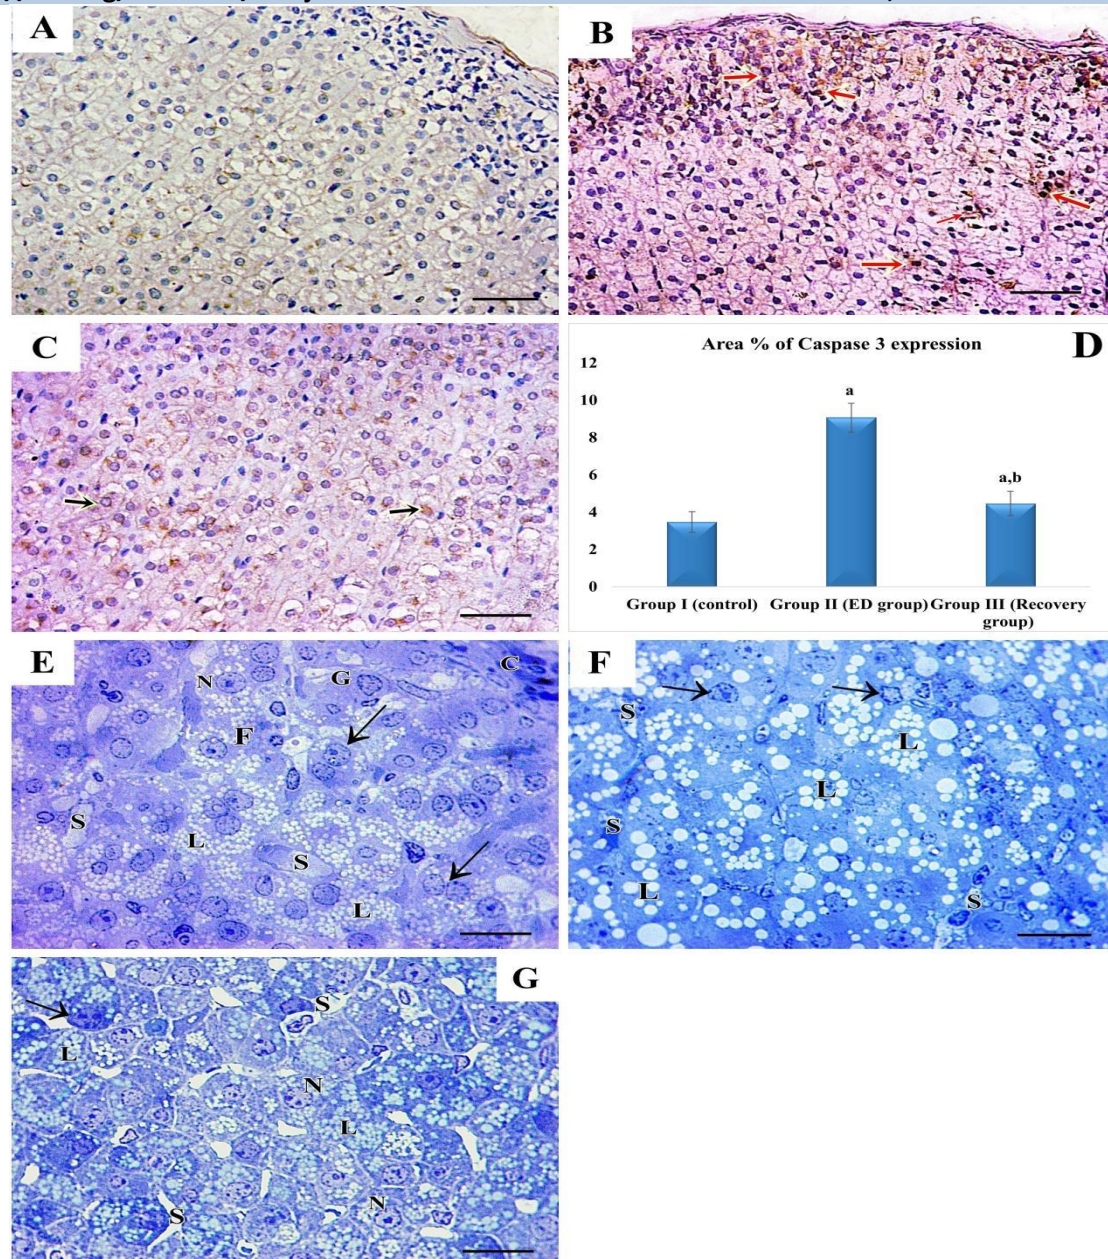 A
B
C
Area % of Caspase 3 expression
D
12
10
8
6
4
2
0
a
a,b
Group I (control) Group II (ED group) Group III (Recovery
group)
E
N
G
C
F
S
L
S
L
F
S
L
L
S
L
S
G
S
L
N
L
N
S